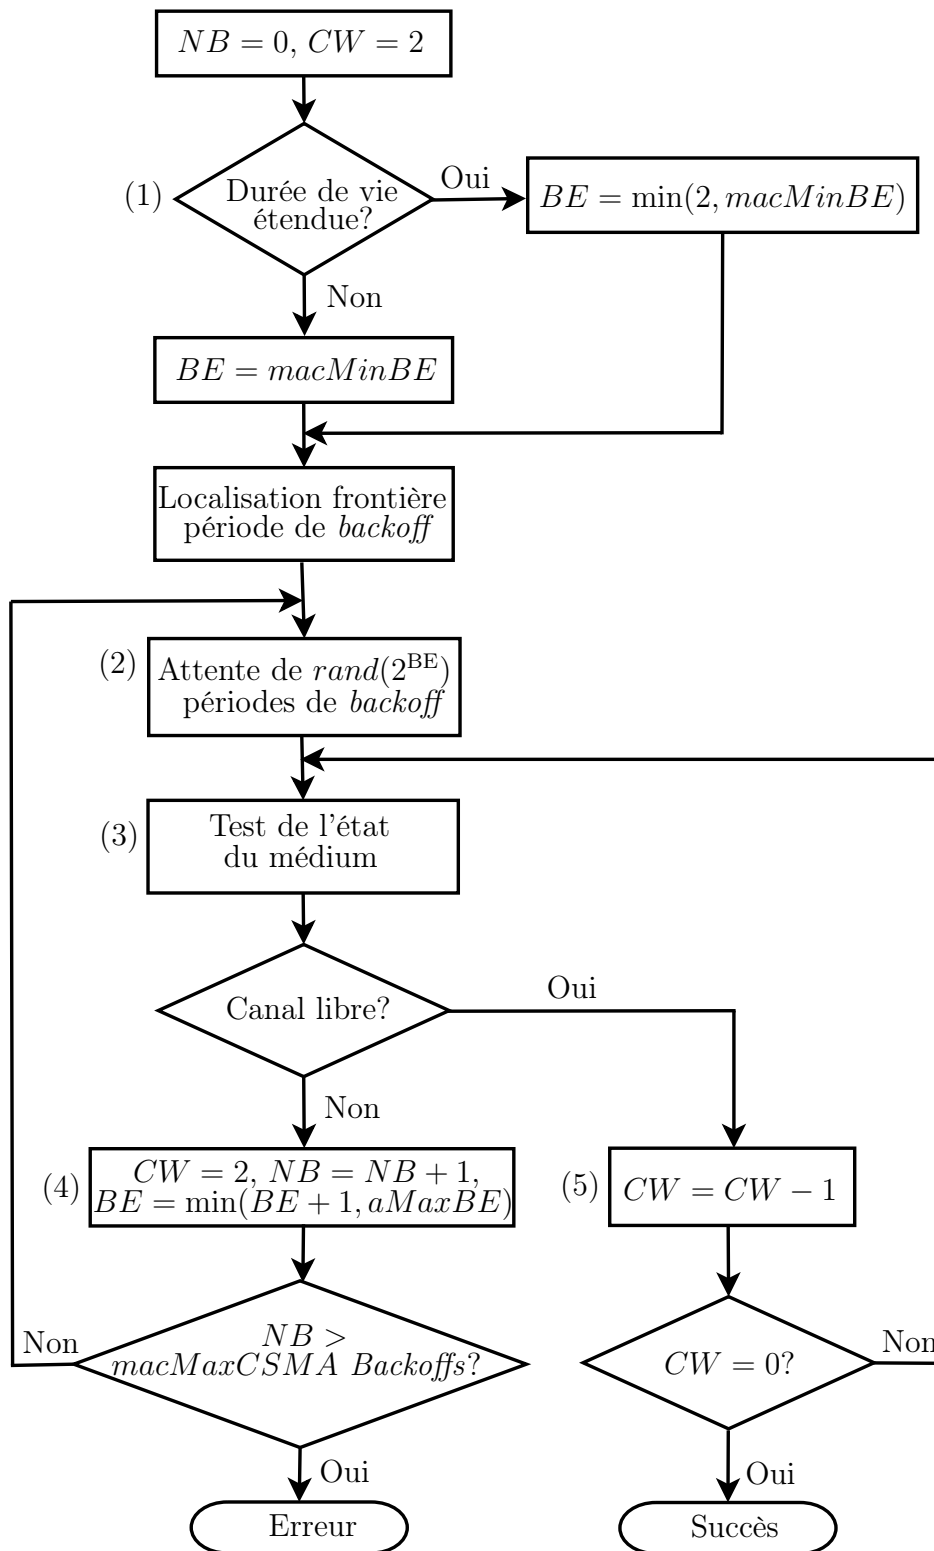 NB = 0, CW = 2
(1)
Durée de vie
étendue?
Oui
BE = min(2, macMinBE)
Non
BE = macMinBE
Localisation frontière
période de backoff
(2)
Attente de rand(2^BE)
périodes de backoff
(3)
Test de l'état
du médium
Canal libre?
Oui
Non
(4)
CW = 2, NB = NB + 1,
BE = min(BE + 1, aMaxBE)
(5)
CW = CW − 1
Non
NB >
macMaxCSMA Backoffs?
CW = 0?
Non
Oui
Oui
Erreur
Succès